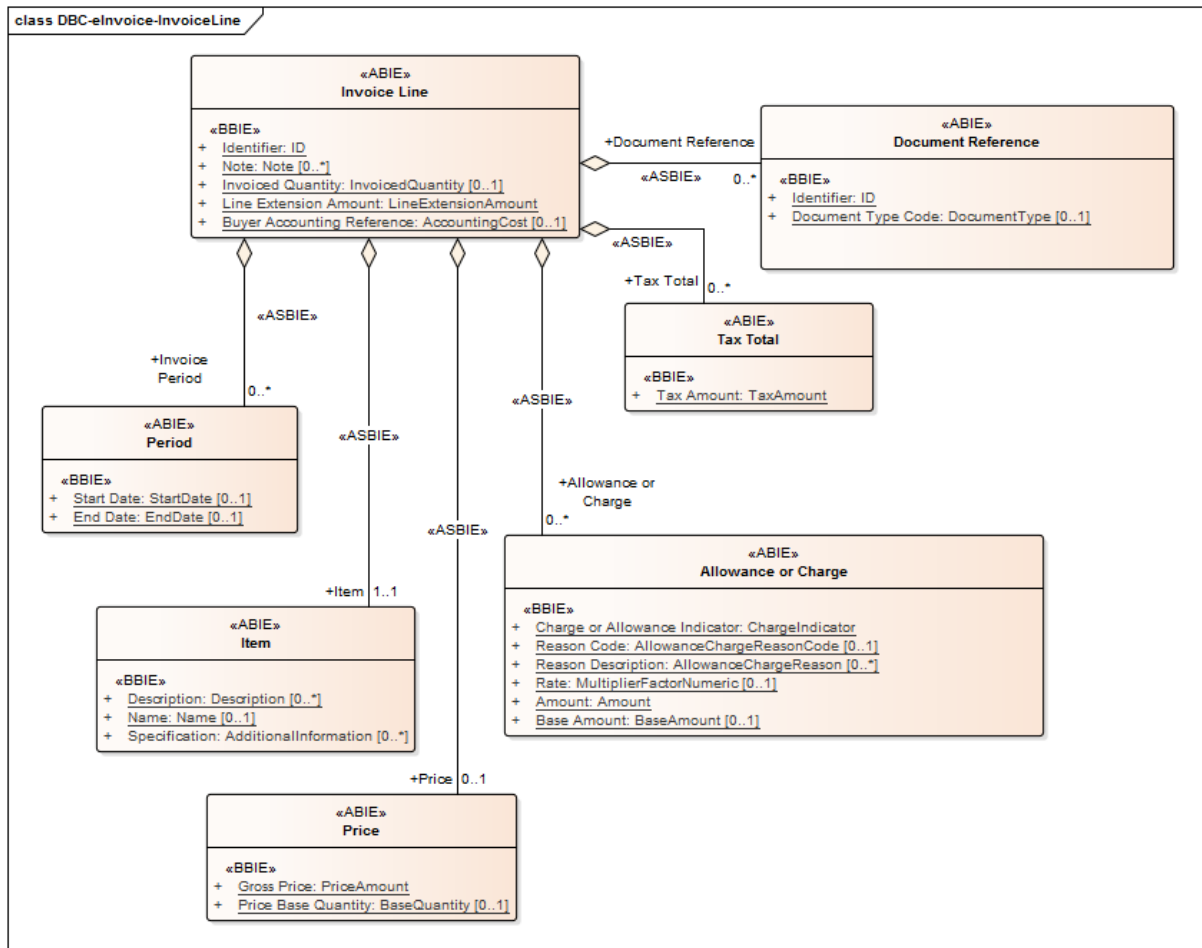 class DBC-eInvoice-InvoiceLine
«ABIE»
Invoice Line
«BBIE»
+ Identifier: ID
+ Note: Note [0..*]
+ Invoiced Quantity: InvoicedQuantity [0..1]
+ Line Extension Amount: LineExtensionAmount
+ Buyer Accounting Reference: AccountingCost [0..1]
+Document Reference
«ASBIE»
0..*
«ABIE»
Document Reference
«BBIE»
+ Identifier: ID
+ Document Type Code: DocumentType [0..1]
«ASBIE»
+Tax Total
0..*
«ABIE»
Tax Total
«BBIE»
+ Tax Amount: TaxAmount
«ASBIE»
+Invoice
Period
0..*
«ABIE»
Period
«BBIE»
+ Start Date: StartDate [0..1]
+ End Date: EndDate [0..1]
«ASBIE»
+Item
1..1
«ABIE»
Item
«BBIE»
+ Description: Description [0..*]
+ Name: Name [0..1]
+ Specification: AdditionalInformation [0..*]
«ASBIE»
+Allowance or
Charge
0..*
«ABIE»
Allowance or Charge
«BBIE»
+ Charge or Allowance Indicator: ChargeIndicator
+ Reason Code: AllowanceChargeReasonCode [0..1]
+ Reason Description: AllowanceChargeReason [0..*]
+ Rate: MultiplierFactorNumeric [0..1]
+ Amount: Amount
+ Base Amount: BaseAmount [0..1]
«ASBIE»
+Price
0..1
«ABIE»
Price
«BBIE»
+ Gross Price: PriceAmount
+ Price Base Quantity: BaseQuantity [0..1]